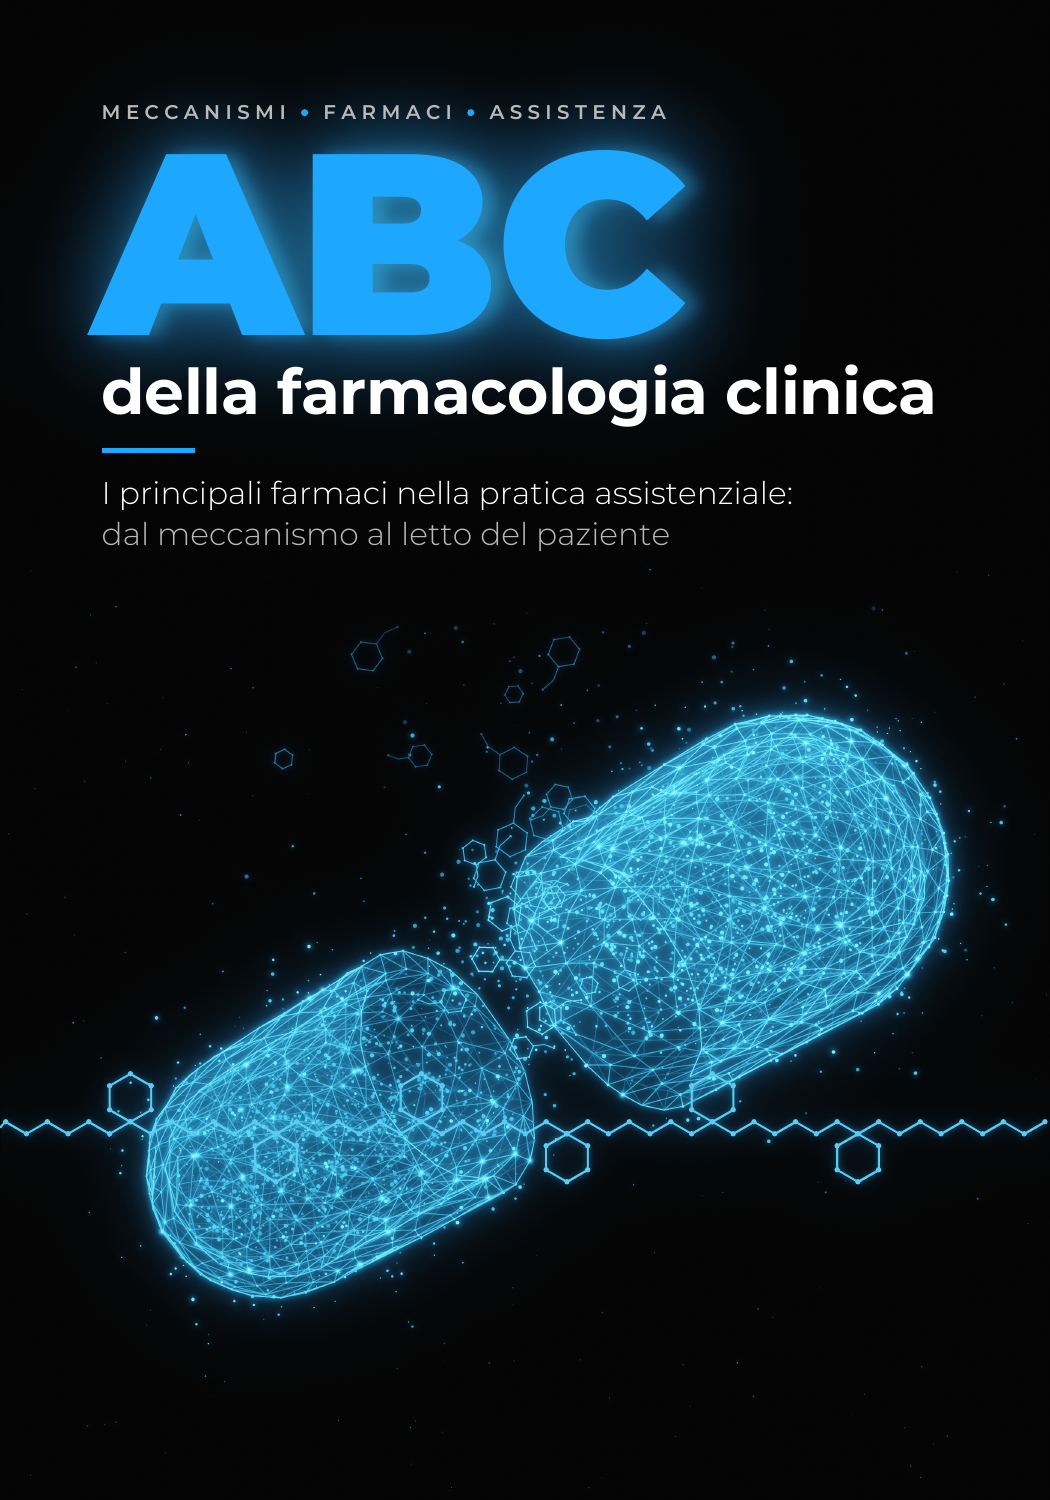 MECCANISMI • FARMACI • ASSISTENZA
ABC
della farmacologia clinica
I principali farmaci nella pratica assistenziale:
dal meccanismo al letto del paziente